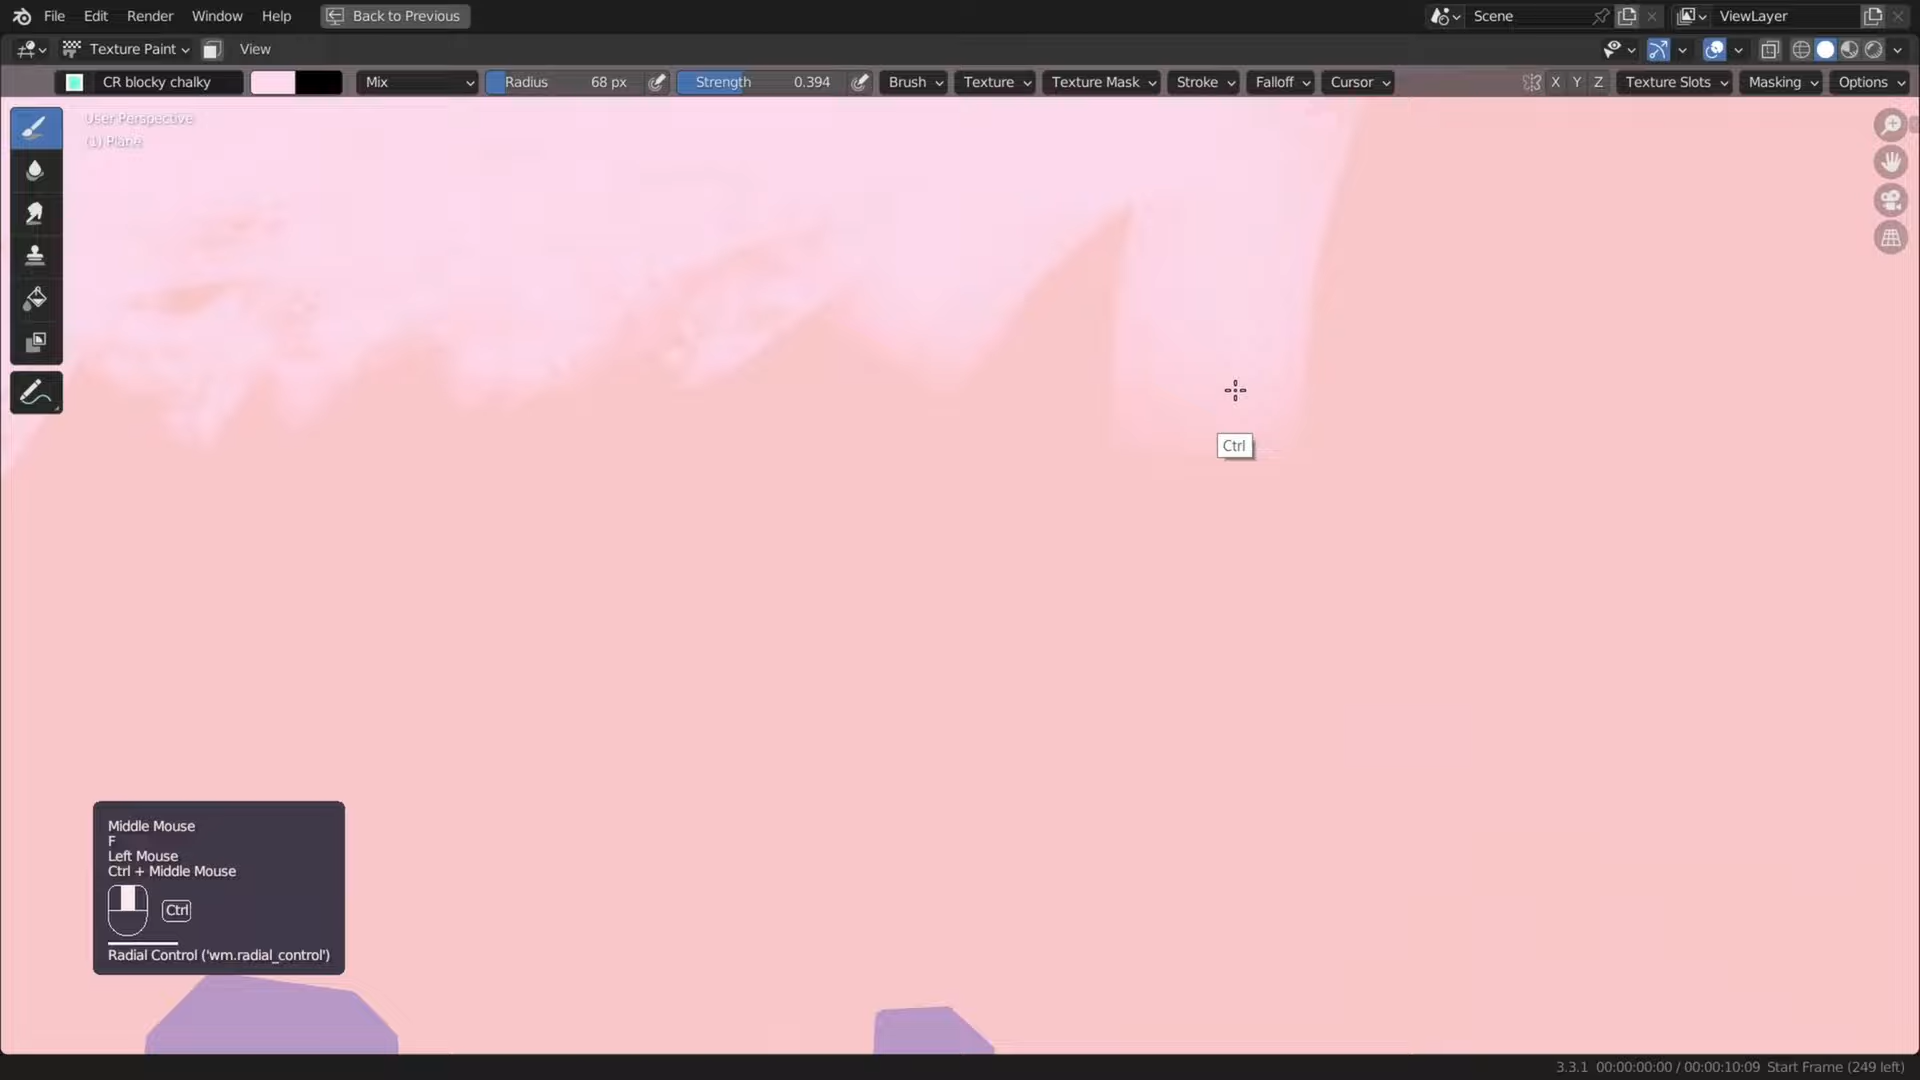 File Edit Render Window Help Back to Previous Scene ViewLayer
Texture Paint View
CR blocky chalky Mix Radius 68 px Strength 0.394 Brush Texture Texture Mask Stroke Falloff Cursor X Y Z Texture Slots Masking Options
User Perspective
(1) Plane
Ctrl
Middle Mouse
F
Left Mouse
Ctrl + Middle Mouse
Ctrl
Radial Control ('wm.radial_control')
3.3.1 00:00:00:00 / 00:00:10:09 Start Frame (249 left)